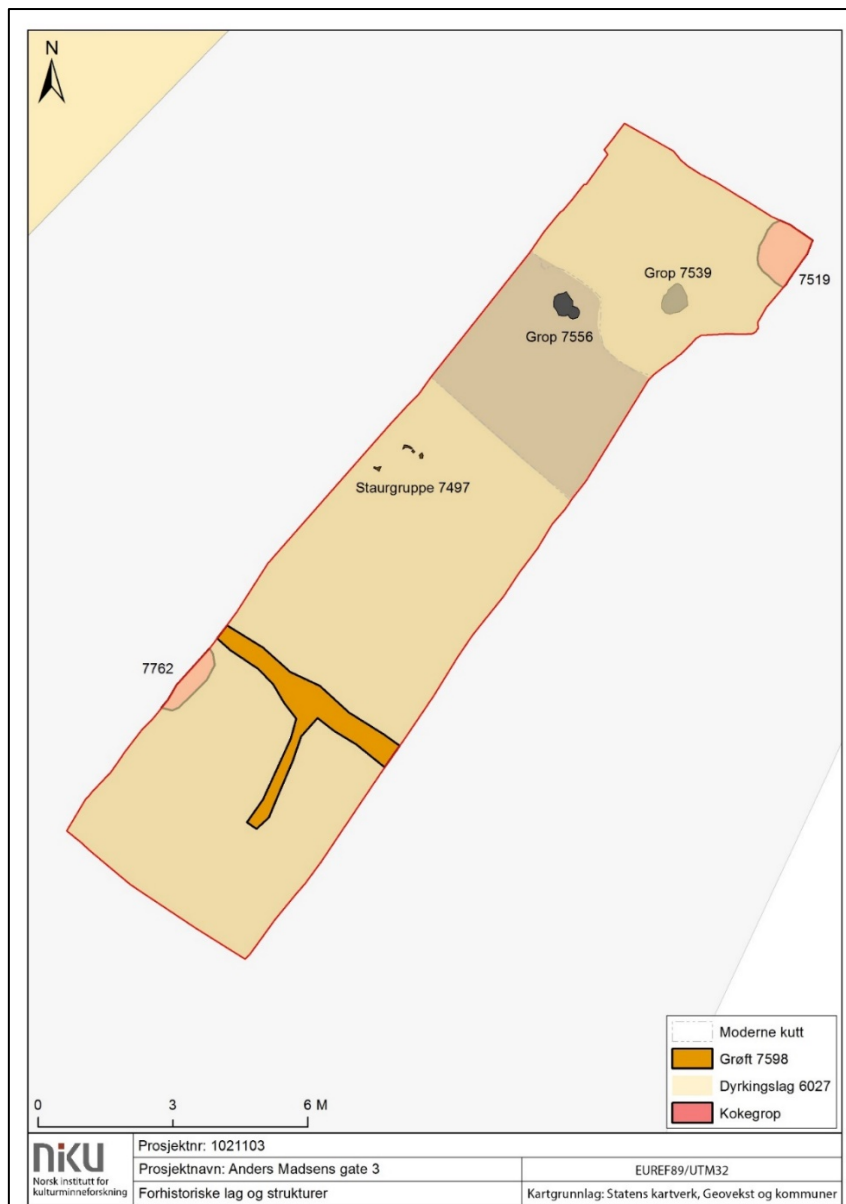 N
Grop 7539
7519
Grop 7556
Staurgruppe 7497
7762
Moderne kutt
Grøft 7598
Dyrkingslag 6027
Kokegrop
0 3 6 M
niku
Norsk institutt for
kulturminneforskning
Prosjektnr: 1021103
Prosjektnavn: Anders Madsens gate 3
EUREF89/UTM32
Forhistoriske lag og strukturer
Kartgrunnlag: Statens kartverk, Geovekst og kommuner